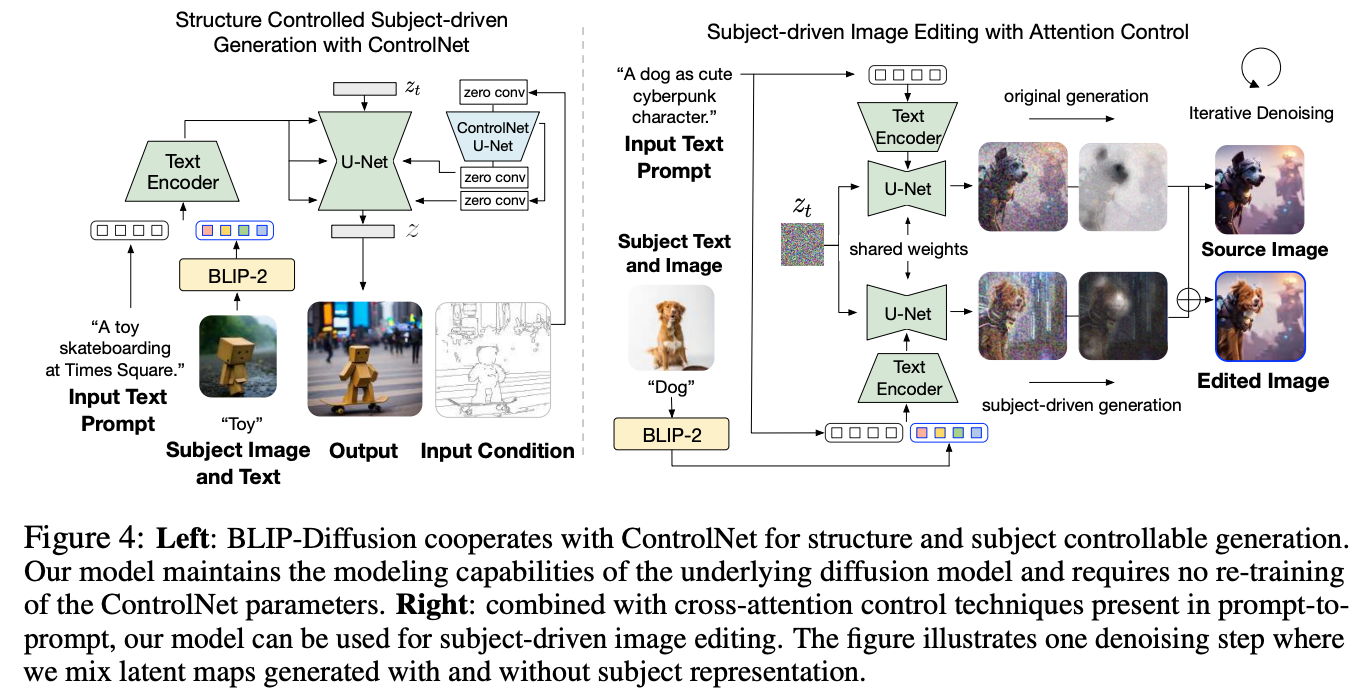 Structure Controlled Subject-driven
Generation with ControlNet
z_t
zero conv
ControlNet
U-Net
zero conv
zero conv
U-Net
Text
Encoder
z
BLIP-2
“A toy
skateboarding
at Times Square.”
Input Text
Prompt
“Toy”
Subject Image
and Text
Output
Input Condition
Subject-driven Image Editing with Attention Control
“A dog as cute
cyberpunk
character.”
Input Text
Prompt
Text
Encoder
original generation
Iterative Denoising
U-Net
z_t
shared weights
Source Image
Subject Text
and Image
U-Net
“Dog”
Text
Encoder
Edited Image
subject-driven generation
BLIP-2
Figure 4: Left: BLIP-Diffusion cooperates with ControlNet for structure and subject controllable generation.
Our model maintains the modeling capabilities of the underlying diffusion model and requires no re-training
of the ControlNet parameters. Right: combined with cross-attention control techniques present in prompt-to-
prompt, our model can be used for subject-driven image editing. The figure illustrates one denoising step where
we mix latent maps generated with and without subject representation.